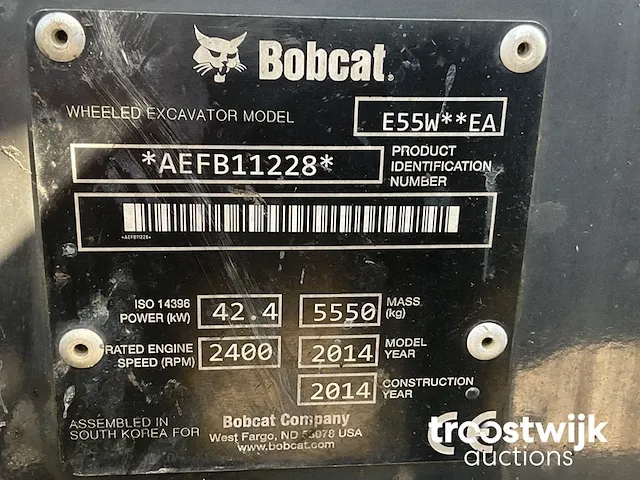 Bobcat.
WHEELED EXCAVATOR MODEL E55W**EA
*AEFB11228* PRODUCT IDENTIFICATION NUMBER
*AEFB11228*
ISO 14396 POWER (kW) 42.4 5550 MASS (kg)
RATED ENGINE SPEED (RPM) 2400 2014 MODEL YEAR
2014 CONSTRUCTION YEAR
ASSEMBLED IN SOUTH KOREA FOR
Bobcat Company
West Fargo, ND 58078 USA
www.bobcat.com
CE
troostwijk
auctions